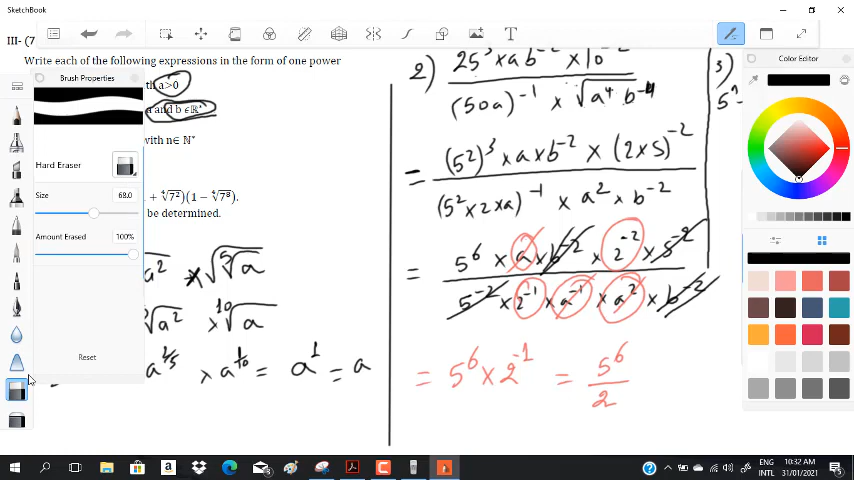 SketchBook
III- (7
Write each of the following expressions in the form of one power
Brush Properties
th a>0
a and b ∈ℝ*
with n∈ ℕ*
Hard Eraser
Size 68.0
1 + ⁴√7²)(1 − ⁴√7⁸).
be determined.
Amount Erased 100%
Reset
a² × √⁵√a
√a² × ¹⁰√a
a^2/5 × a^1/10 = a¹ = a
2) 25³ × a b⁻² × 10⁻²
(50a)⁻¹ × √a⁴ b⁻⁴
= (5²)³ × a × b⁻² × (2×5)⁻²
(5² × 2 × a)⁻¹ × a² × b⁻²
= 5⁶ × a × b⁻² × 2⁻² × 5⁻²
5⁻² × 2⁻¹ × a⁻¹ × a² × b⁻²
= 5⁶ × 2⁻¹ = 5⁶
2
3)
Color Editor
ENG
INTL
10:32 AM
31/01/2021